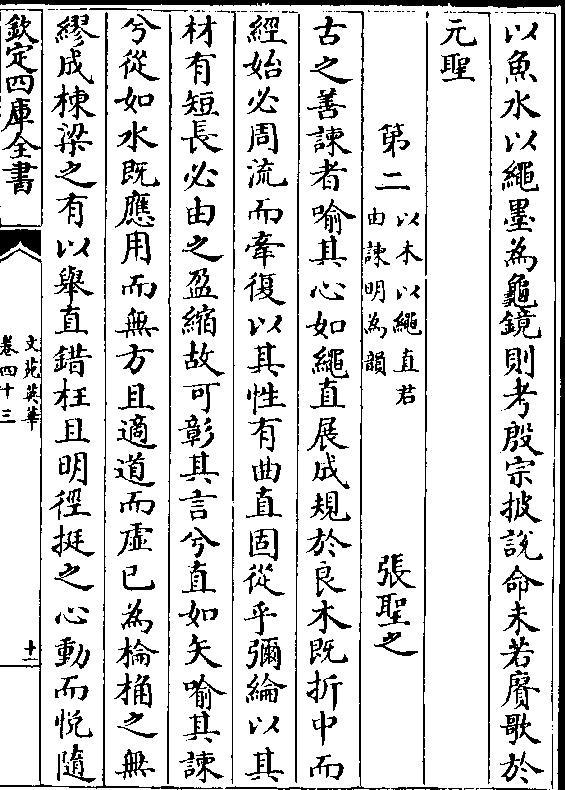 以魚水以繩墨為龜鏡則考殷宗披說命未若賡歌於
元聖
第二以木以繩直君由諫明為韻 張聖之
古之善諫者喻其心如繩直展成規於良木既折中而
經始必周流而牽復以其性有曲直固從乎彌綸以其
材有短長必由之盈縮故可彰其言兮直如矢喻其諫
兮從如水既應用而無方且適道而虛已為棆桷之無
繆成棟梁之有以舉直錯枉且明徑挺之心動而悅隨
欽定四庫全書
文苑英華
卷四十三
十二